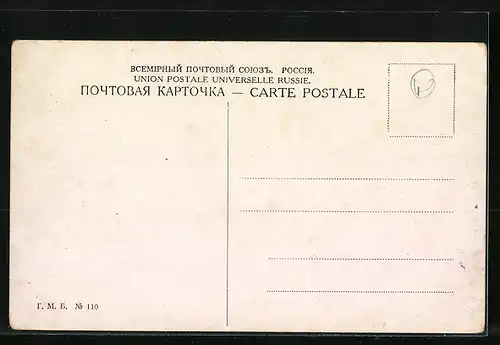 ВСЕМІРНЫЙ ПОЧТОВЫЙ СОЮЗЪ. РОССІЯ.
UNION POSTALE UNIVERSELLE RUSSIE.
ПОЧТОВАЯ КАРТОЧКА — CARTE POSTALE
Г. М. Б. № 110